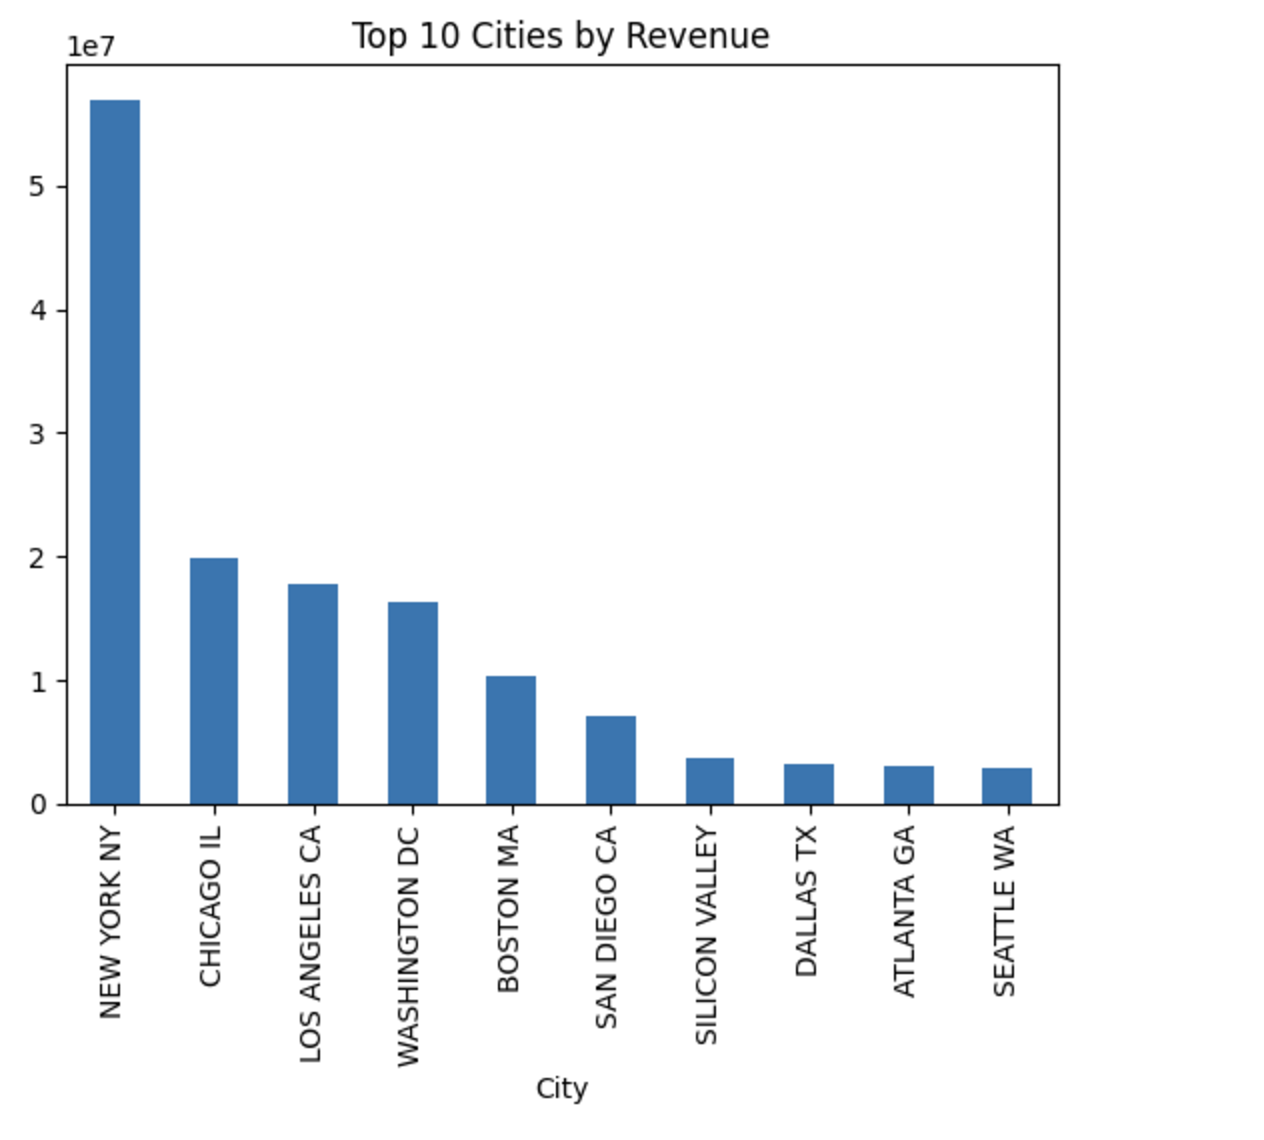 Top 10 Cities by Revenue
1e7
5
4
3
2
1
0
NEW YORK NY
CHICAGO IL
LOS ANGELES CA
WASHINGTON DC
BOSTON MA
SAN DIEGO CA
SILICON VALLEY
DALLAS TX
ATLANTA GA
SEATTLE WA
City